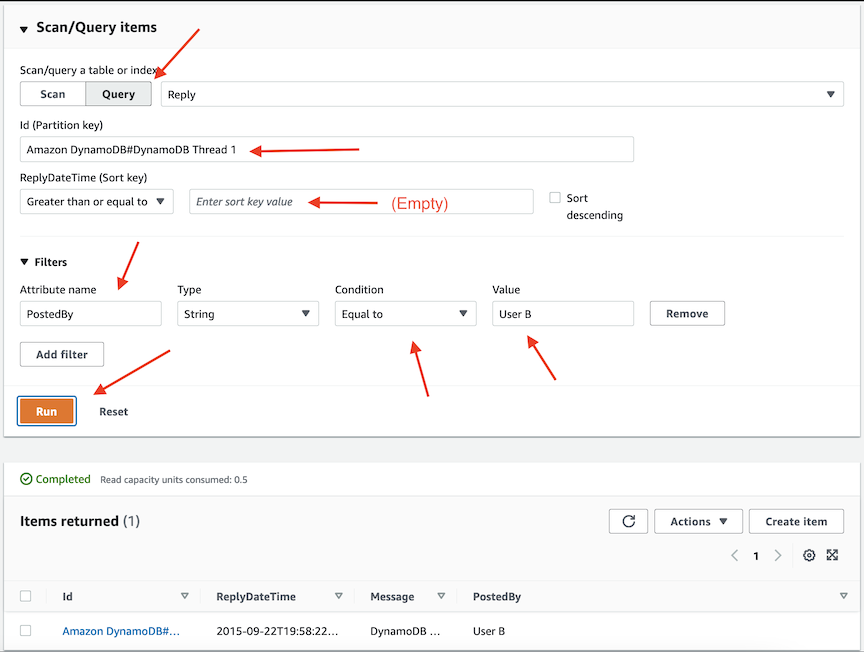 Scan/Query items
Scan/query a table or index
Scan Query Reply
Id (Partition key)
Amazon DynamoDB#DynamoDB Thread 1
ReplyDateTime (Sort key)
Greater than or equal to Enter sort key value (Empty) Sort descending
Filters
Attribute name Type Condition Value
PostedBy String Equal to User B Remove
Add filter
Run Reset
Completed Read capacity units consumed: 0.5
Items returned (1) Actions Create item
1
Id ReplyDateTime Message PostedBy
Amazon DynamoDB#... 2015-09-22T19:58:22... DynamoDB ... User B